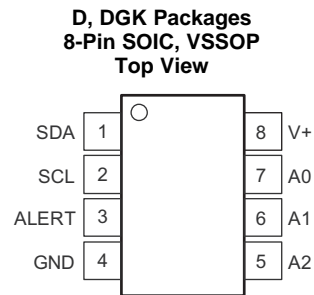 D, DGK Packages
8-Pin SOIC, VSSOP
Top View
SDA 1 8 V+
SCL 2 7 A0
ALERT 3 6 A1
GND 4 5 A2